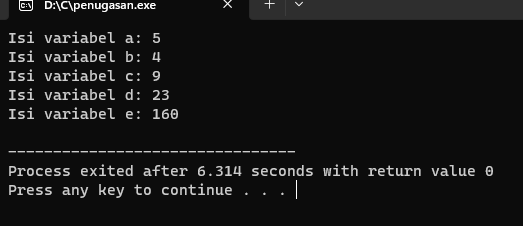 D:\C\penugasan.exe
Isi variabel a: 5
Isi variabel b: 4
Isi variabel c: 9
Isi variabel d: 23
Isi variabel e: 160
--------------------------------
Process exited after 6.314 seconds with return value 0
Press any key to continue . . .